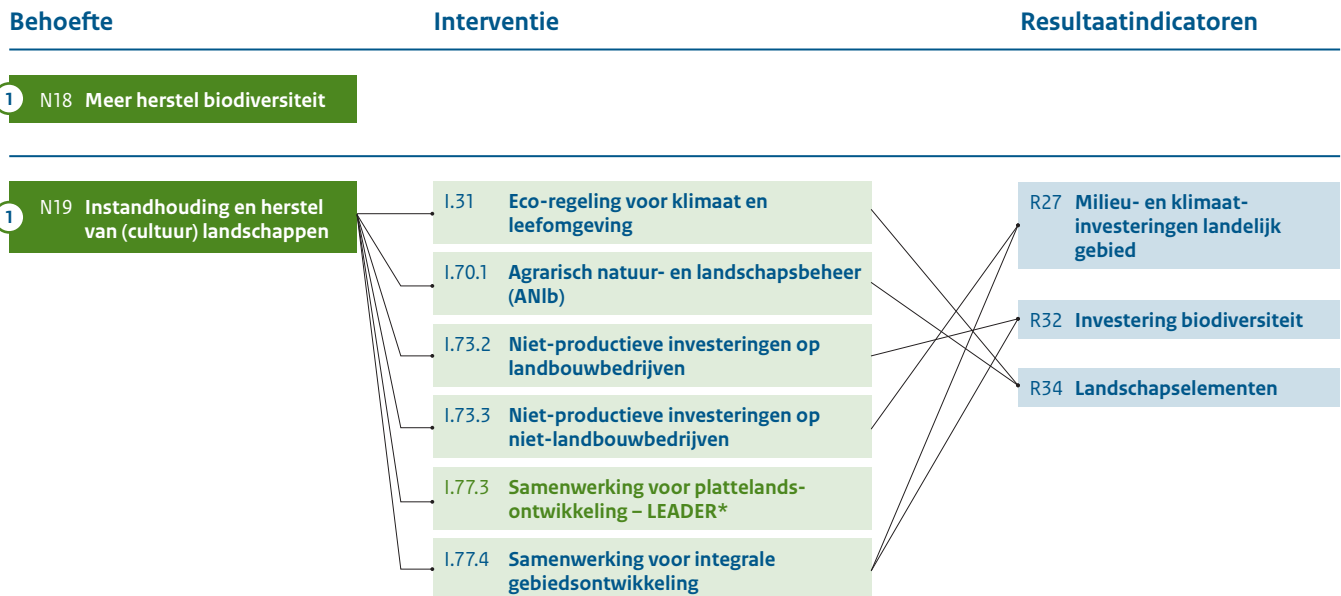 Behoefte
Interventie
Resultaatindicatoren
1 N18 Meer herstel biodiversiteit
1 N19 Instandhouding en herstel
van (cultuur) landschappen
I.31 Eco-regeling voor klimaat en
leefomgeving
I.70.1 Agrarisch natuur- en landschapsbeheer
(ANlb)
I.73.2 Niet-productieve investeringen op
landbouwbedrijven
I.73.3 Niet-productieve investeringen op
niet-landbouwbedrijven
I.77.3 Samenwerking voor plattelands-
ontwikkeling – LEADER*
I.77.4 Samenwerking voor integrale
gebiedsontwikkeling
R27 Milieu- en klimaat-
investeringen landelijk
gebied
R32 Investering biodiversiteit
R34 Landschapselementen